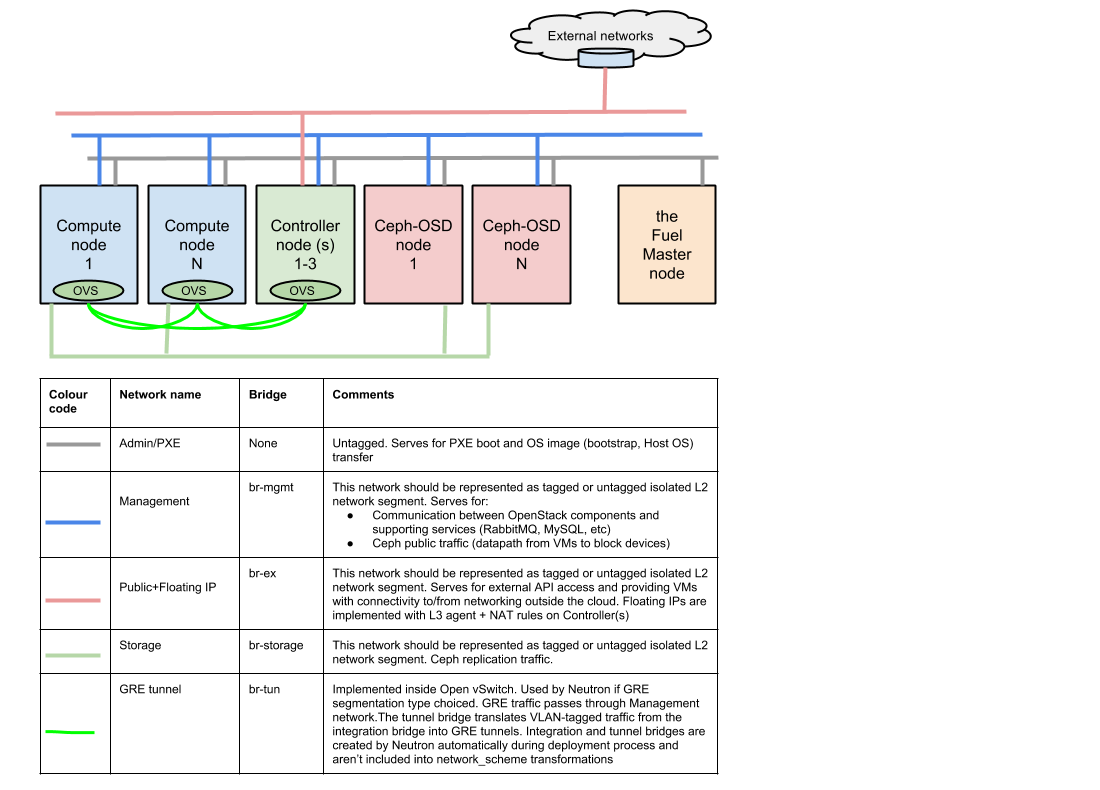 External networks
Compute
node
1
OVS
Compute
node
N
OVS
Controller
node (s)
1-3
OVS
Ceph-OSD
node
1
Ceph-OSD
node
N
the
Fuel
Master
node
Colour
code
Network name
Bridge
Comments
Admin/PXE
None
Untagged. Serves for PXE boot and OS image (bootstrap, Host OS)
transfer
Management
br-mgmt
This network should be represented as tagged or untagged isolated L2
network segment. Serves for:
● Communication between OpenStack components and
supporting services (RabbitMQ, MySQL, etc)
● Ceph public traffic (datapath from VMs to block devices)
Public+Floating IP
br-ex
This network should be represented as tagged or untagged isolated L2
network segment. Serves for external API access and providing VMs
with connectivity to/from networking outside the cloud. Floating IPs are
implemented with L3 agent + NAT rules on Controller(s)
Storage
br-storage
This network should be represented as tagged or untagged isolated L2
network segment. Ceph replication traffic.
GRE tunnel
br-tun
Implemented inside Open vSwitch. Used by Neutron if GRE
segmentation type choiced. GRE traffic passes through Management
network.The tunnel bridge translates VLAN-tagged traffic from the
integration bridge into GRE tunnels. Integration and tunnel bridges are
created by Neutron automatically during deployment process and
aren't included into network_scheme transformations